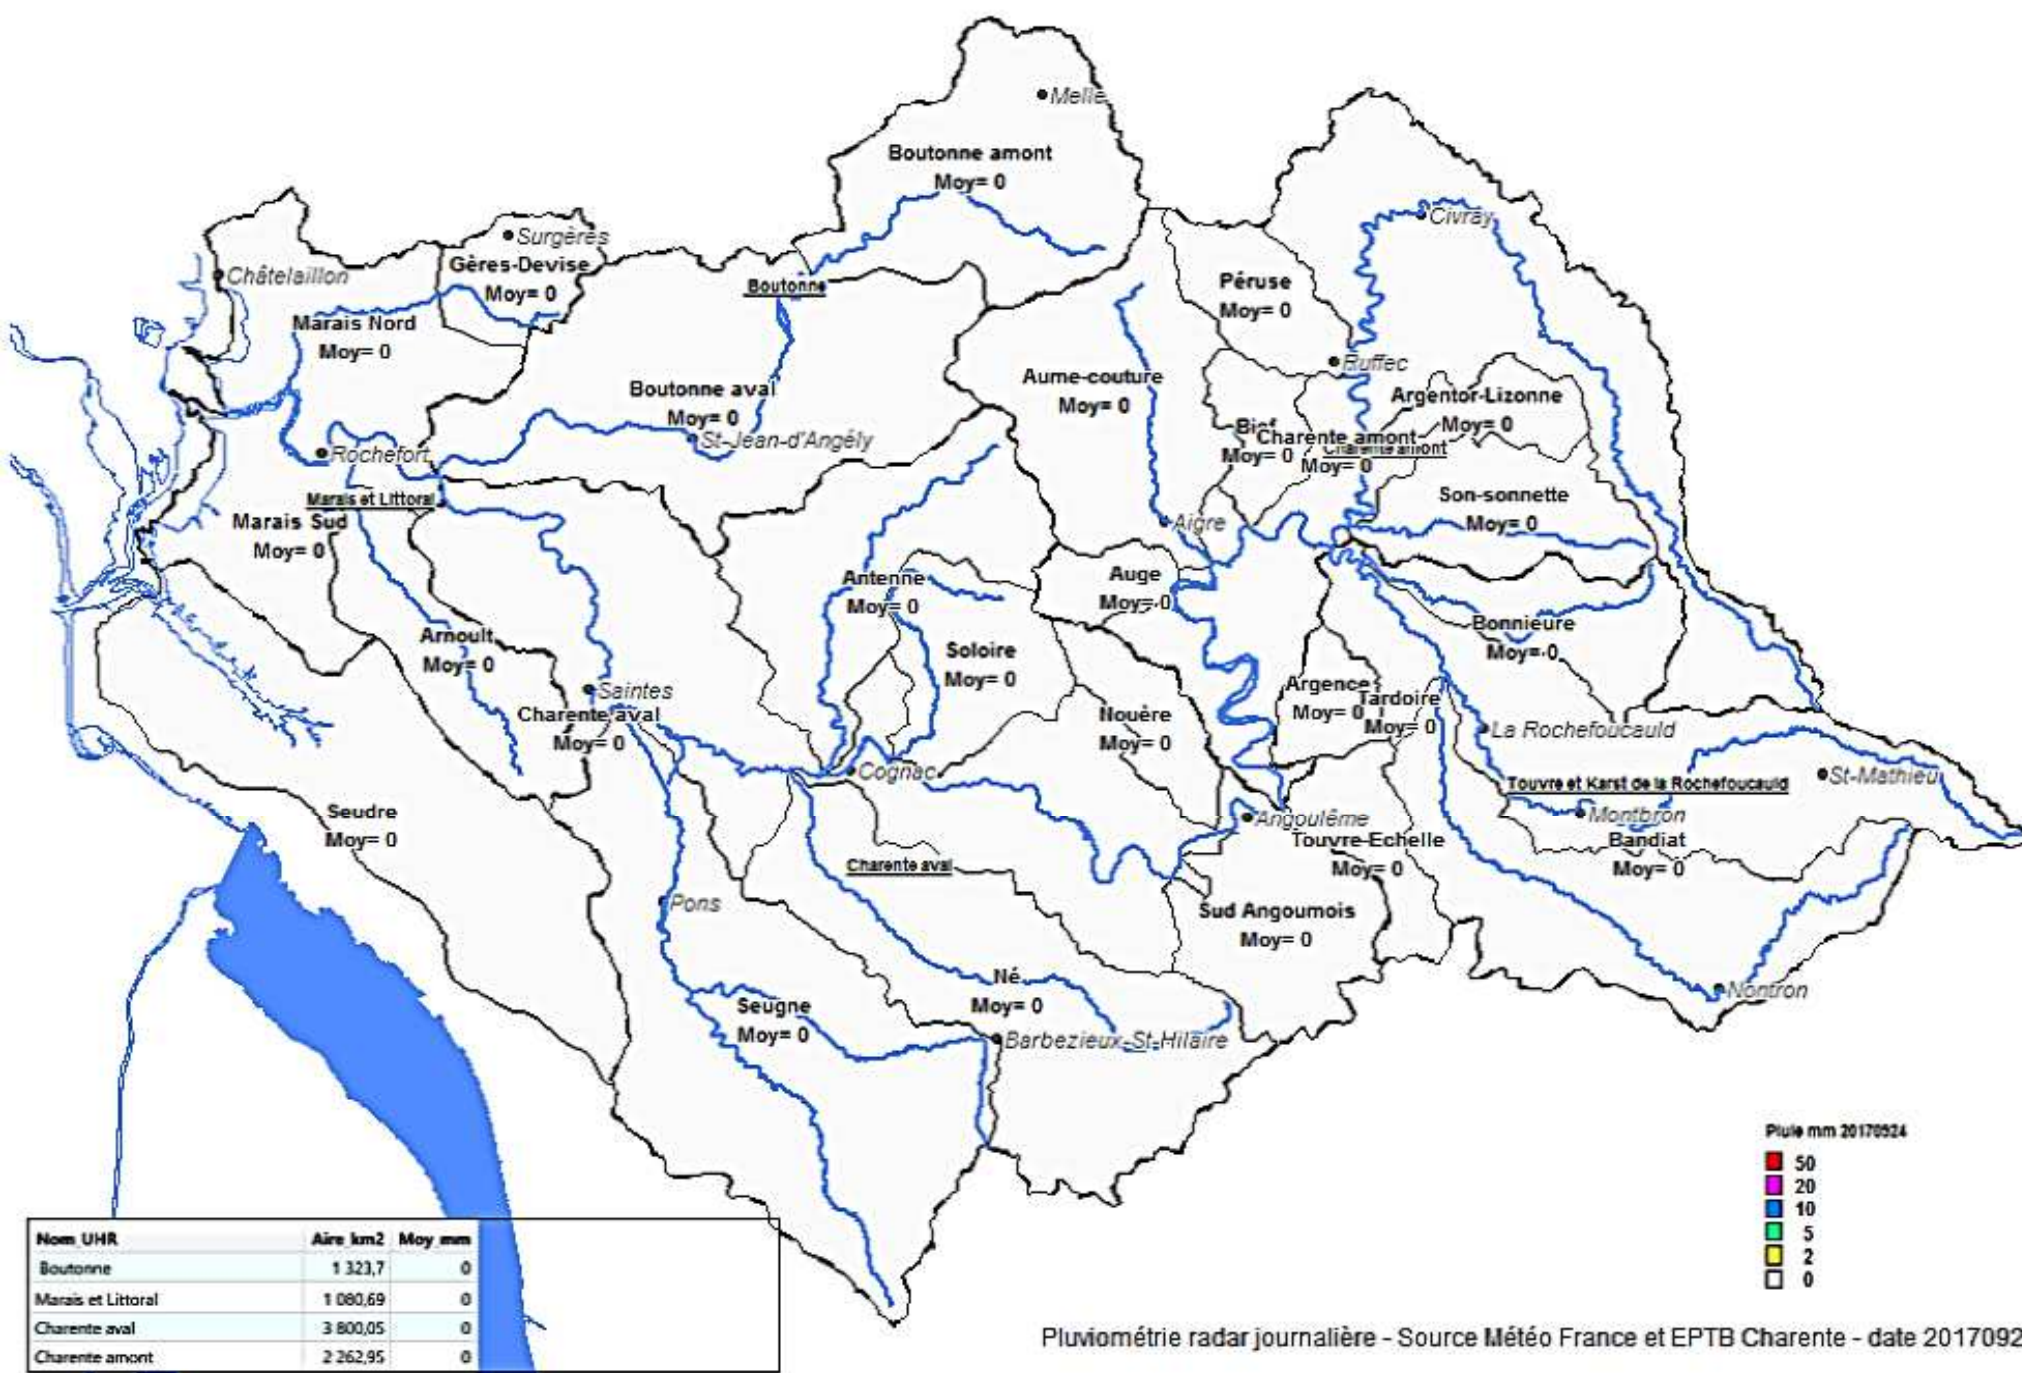 Melle
Boutonne amont
Moy= 0
Civray
Surgères
Gères-Devise
Moy= 0
Châtelaillon
Boutonne
Péruse
Moy= 0
Marais Nord
Moy= 0
Ruffec
Aume-couture
Moy= 0
Boutonne aval
Moy= 0
Argentor-Lizonne
Moy= 0
St-Jean-d'Angély
Bief
Moy= 0
Charente amont
Moy= 0
Charente amont
Rochefort
Marais et Littoral
Son-sonnette
Moy= 0
Marais Sud
Moy= 0
Aigre
Antenne
Moy= 0
Auge
Moy= 0
Bonnieure
Moy= 0
Arnoult
Moy= 0
Soloire
Moy= 0
Saintes
Argence
Moy= 0
Tardoire
Moy= 0
Charente aval
Moy= 0
Nouère
Moy= 0
La Rochefoucauld
Cognac
St-Mathieu
Touvre et Karst de la Rochefoucauld
Seudre
Moy= 0
Angoulême
Montbron
Touvre-Echelle
Moy= 0
Bandiat
Moy= 0
Charente aval
Pons
Sud Angoumois
Moy= 0
Né
Moy= 0
Nontron
Seugne
Moy= 0
Barbezieux-St-Hilaire
Pluie mm 20170924
50
20
10
5
2
0
Nom_UHR Aire_km2 Moy_mm
Boutonne 1 323,7 0
Marais et Littoral 1 080,69 0
Charente aval 3 800,05 0
Charente amont 2 262,95 0
Pluviométrie radar journalière - Source Météo France et EPTB Charente - date 2017092